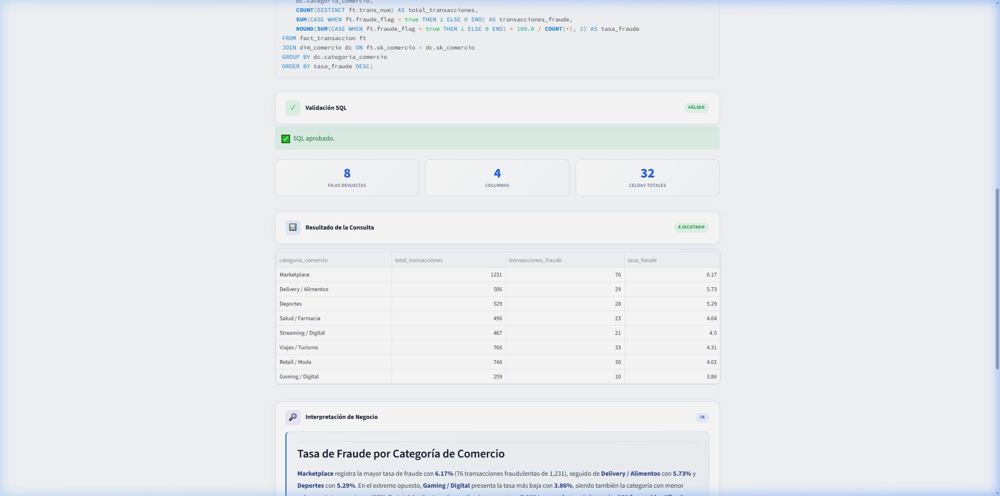 dc.categoria_comercio,
COUNT(DISTINCT ft.trans_num) AS total_transacciones,
SUM(CASE WHEN ft.fraude_flag = true THEN 1 ELSE 0 END) AS transacciones_fraude,
ROUND(SUM(CASE WHEN ft.fraude_flag = true THEN 1 ELSE 0 END) * 100.0 / COUNT(*), 2) AS tasa_fraude
FROM fact_transaccion ft
JOIN dim_comercio dc ON ft.sk_comercio = dc.sk_comercio
GROUP BY dc.categoria_comercio
ORDER BY tasa_fraude DESC;
Validación SQL VÁLIDO
SQL aprobado.
8 4 32
FILAS DEVUELTAS COLUMNAS CELDAS TOTALES
Resultado de la Consulta EJECUTADO
categoria_comercio total_transacciones transacciones_fraude tasa_fraude
Marketplace 1231 76 6.17
Delivery / Alimentos 506 29 5.73
Deportes 529 28 5.29
Salud / Farmacia 496 23 4.64
Streaming / Digital 467 21 4.5
Viajes / Turismo 766 33 4.31
Retail / Moda 746 30 4.02
Gaming / Digital 259 10 3.86
Interpretación de Negocio IA
Tasa de Fraude por Categoría de Comercio
Marketplace registra la mayor tasa de fraude con 6.17% (76 transacciones fraudulentas de 1,231), seguido de Delivery / Alimentos con 5.73% y
Deportes con 5.29%. En el extremo opuesto, Gaming / Digital presenta la tasa más baja con 3.86%, siendo también la categoría con menor